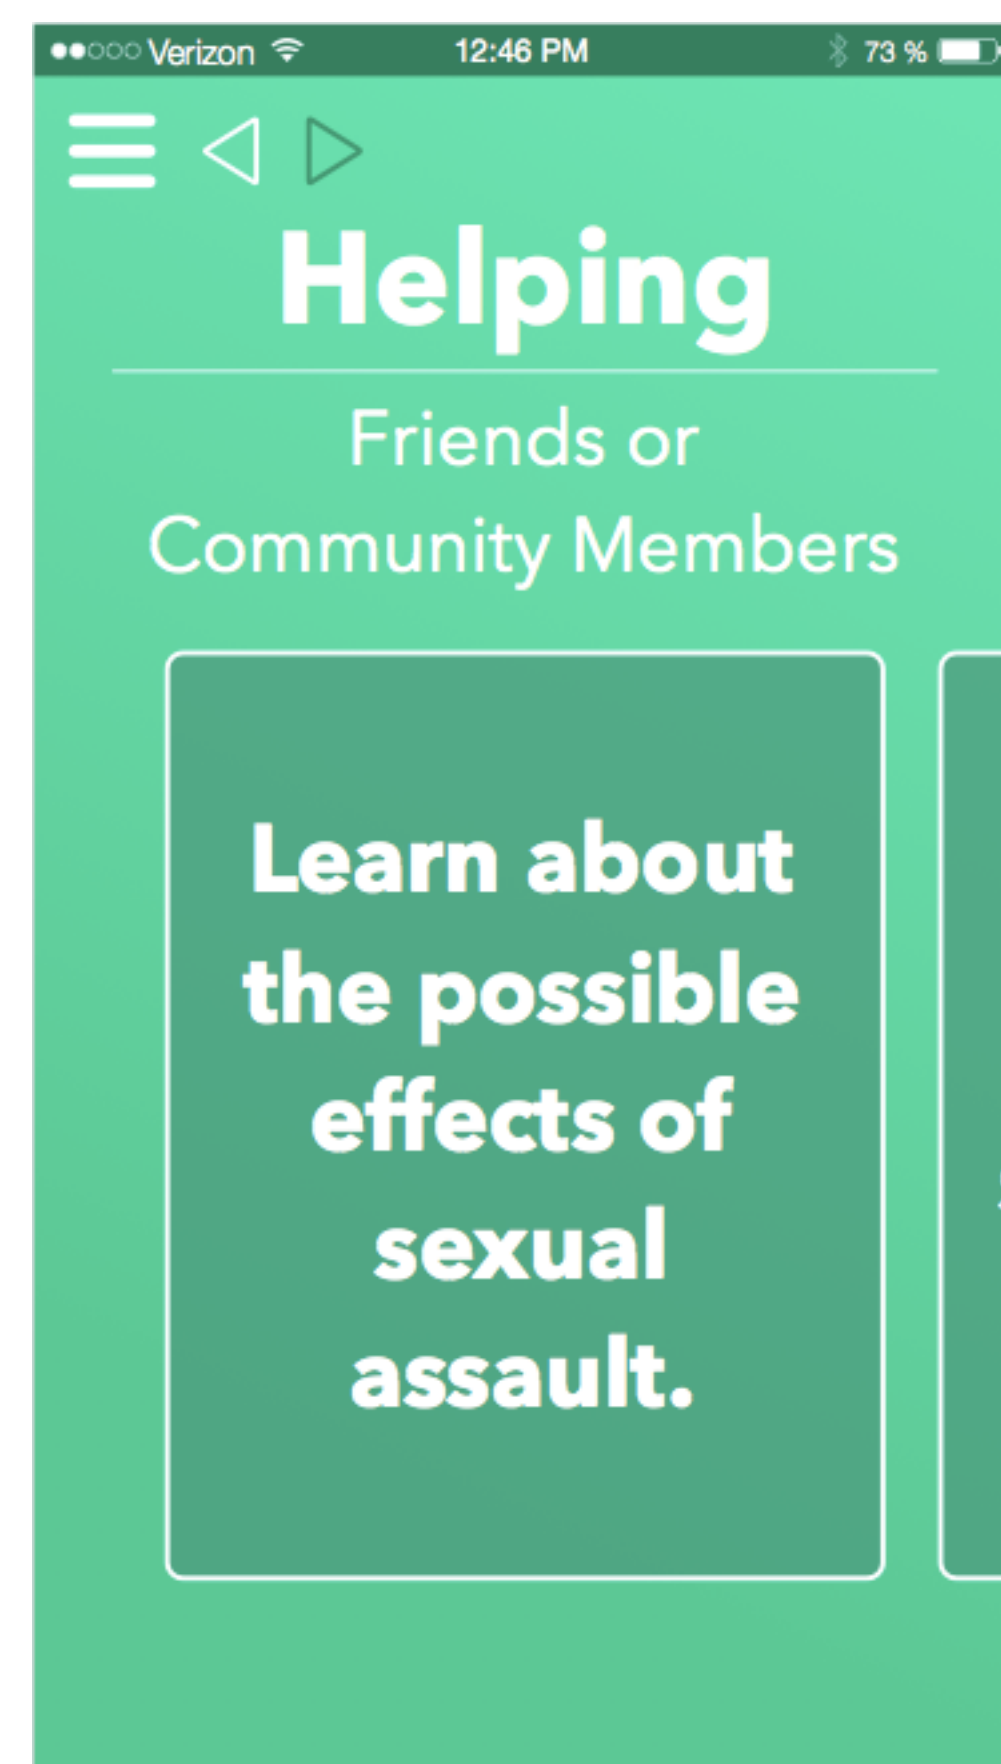 Verizon 12:46 PM 73 %
Helping
Friends or
Community Members
Learn about
the possible
effects of
sexual
assault.